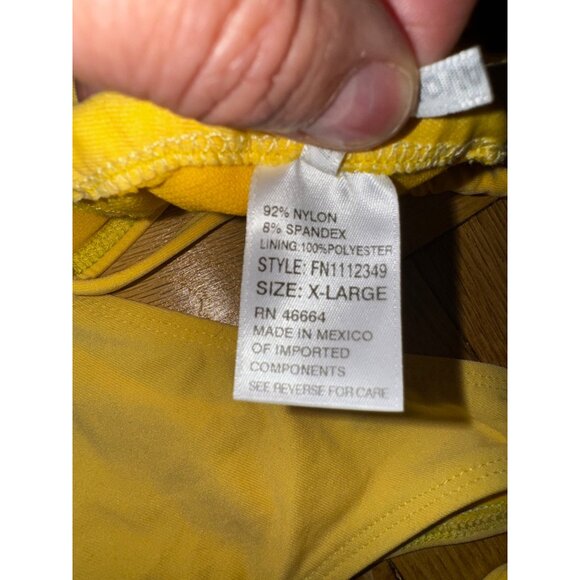 92% NYLON
8% SPANDEX
LINING:100%POLYESTER
STYLE: FN1112349
SIZE: X-LARGE
RN 46664
MADE IN MEXICO
OF IMPORTED
COMPONENTS
SEE REVERSE FOR CARE